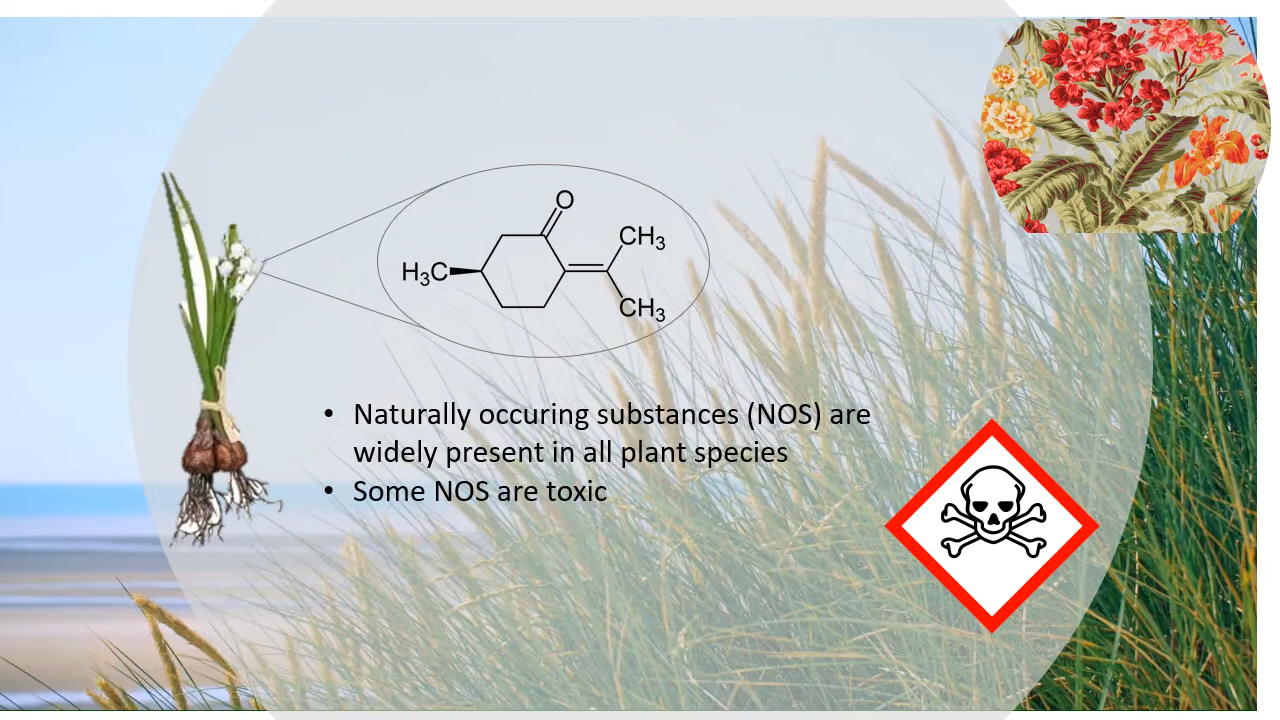 O
CH₃
H₃C
CH₃
• Naturally occuring substances (NOS) are
widely present in all plant species
• Some NOS are toxic